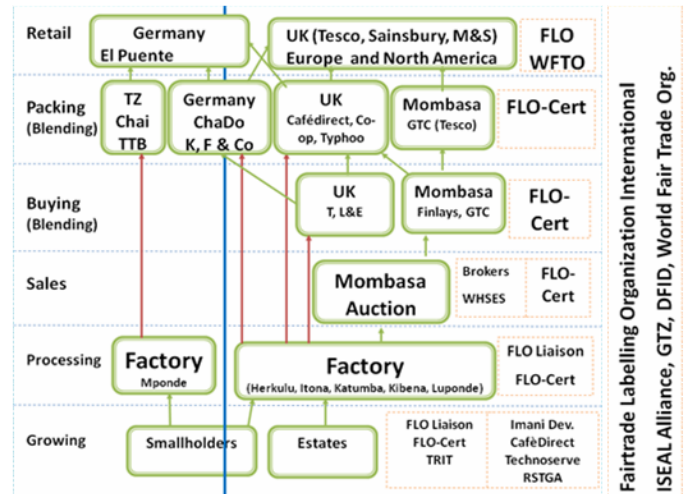 Retail
Germany
El Puente
UK (Tesco, Sainsbury, M&S)
Europe and North America
FLO
WFTO
Packing
(Blending)
TZ
Chai
TTB
Germany
ChaDo
K, F & Co
UK
Cafédirect, Co-
op, Typhoo
Mombasa
GTC (Tesco)
FLO-Cert
Buying
(Blending)
UK
T, L&E
Mombasa
Finlays, GTC
FLO-
Cert
Sales
Mombasa
Auction
Brokers
WHSES
FLO-
Cert
Processing
Factory
Mponde
Factory
(Herkulu, Itona, Katumba, Kibena, Luponde)
FLO Liaison
FLO-Cert
Growing
Smallholders
Estates
FLO Liaison
FLO-Cert
TRIT
Imani Dev.
CafèDirect
Technoserve
RSTGA
Fairtrade Labelling Organization International
ISEAL Alliance, GTZ, DFID, World Fair Trade Org.